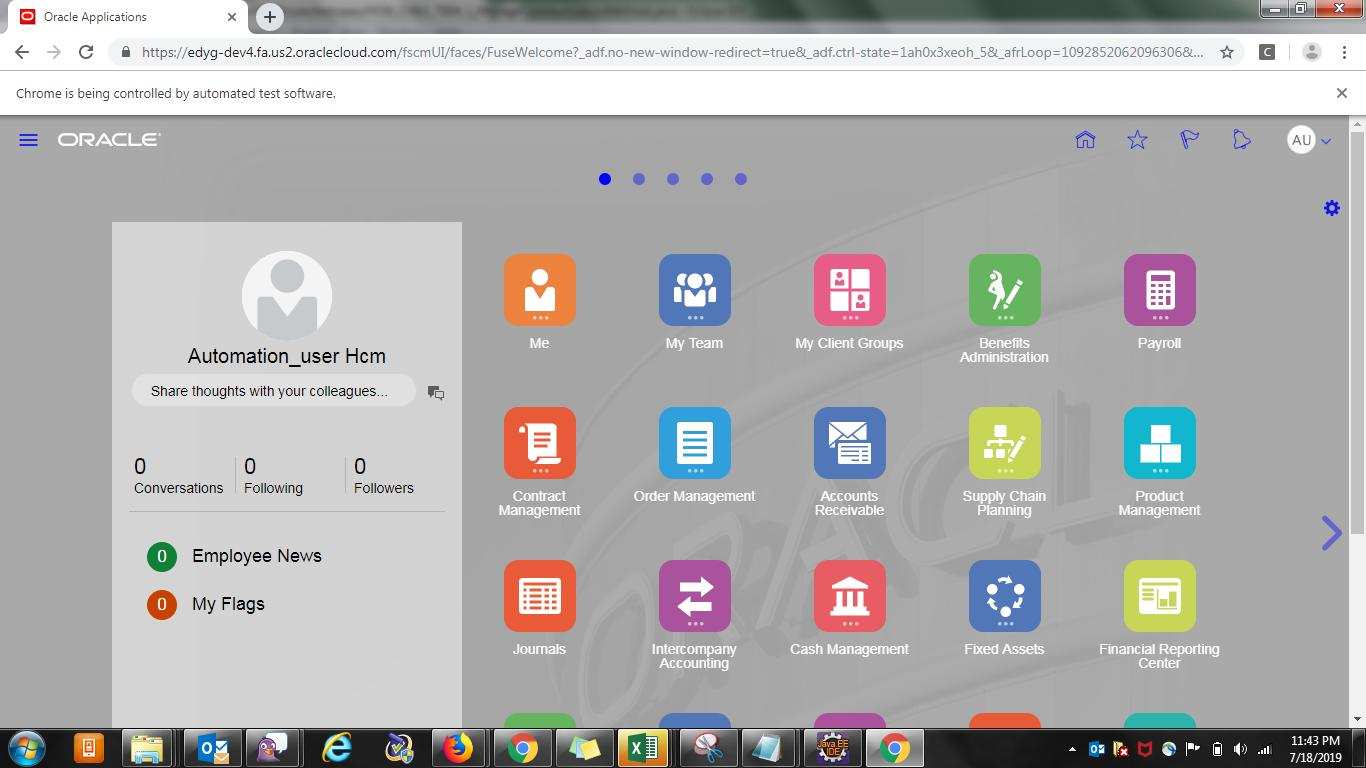 Oracle Applications
https://edyg-dev4.fa.us2.oraclecloud.com/fscmUI/faces/FuseWelcome?_adf.no-new-window-redirect=true&_adf.ctrl-state=1ah0x3xeoh_5&_afrLoop=1092852062096306&...
C
Chrome is being controlled by automated test software.
ORACLE
AU
Automation_user Hcm
Share thoughts with your colleagues...
0
Conversations
0
Following
0
Followers
0 Employee News
0 My Flags
Me
My Team
My Client Groups
Benefits
Administration
Payroll
Contract
Management
Order Management
Accounts
Receivable
Supply Chain
Planning
Product
Management
Journals
Intercompany
Accounting
Cash Management
Fixed Assets
Financial Reporting
Center
Java EE
IDE
11:43 PM
7/18/2019